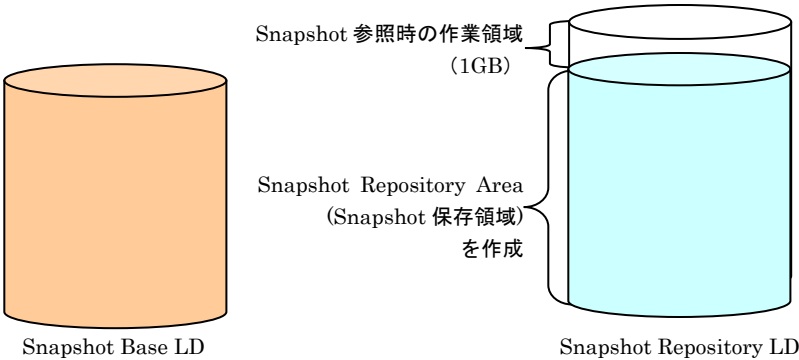 Snapshot 参照時の作業領域
（1GB）
Snapshot Repository Area
(Snapshot 保存領域)
を作成
Snapshot Base LD
Snapshot Repository LD